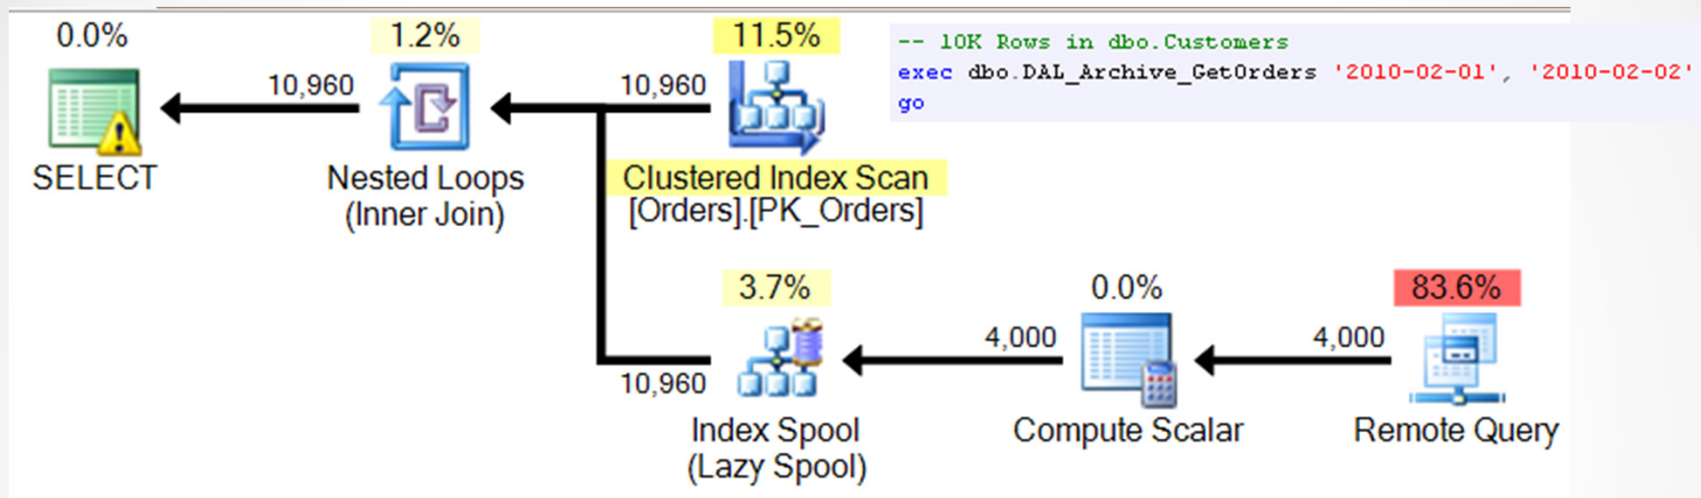 0.0%
1.2%
11.5%
-- 10K Rows in dbo.Customers
exec dbo.DAL_Archive_GetOrders '2010-02-01', '2010-02-02'
go
10,960
10,960
SELECT
Nested Loops
(Inner Join)
Clustered Index Scan
[Orders].[PK_Orders]
3.7%
0.0%
83.6%
10,960
4,000
4,000
Index Spool
(Lazy Spool)
Compute Scalar
Remote Query